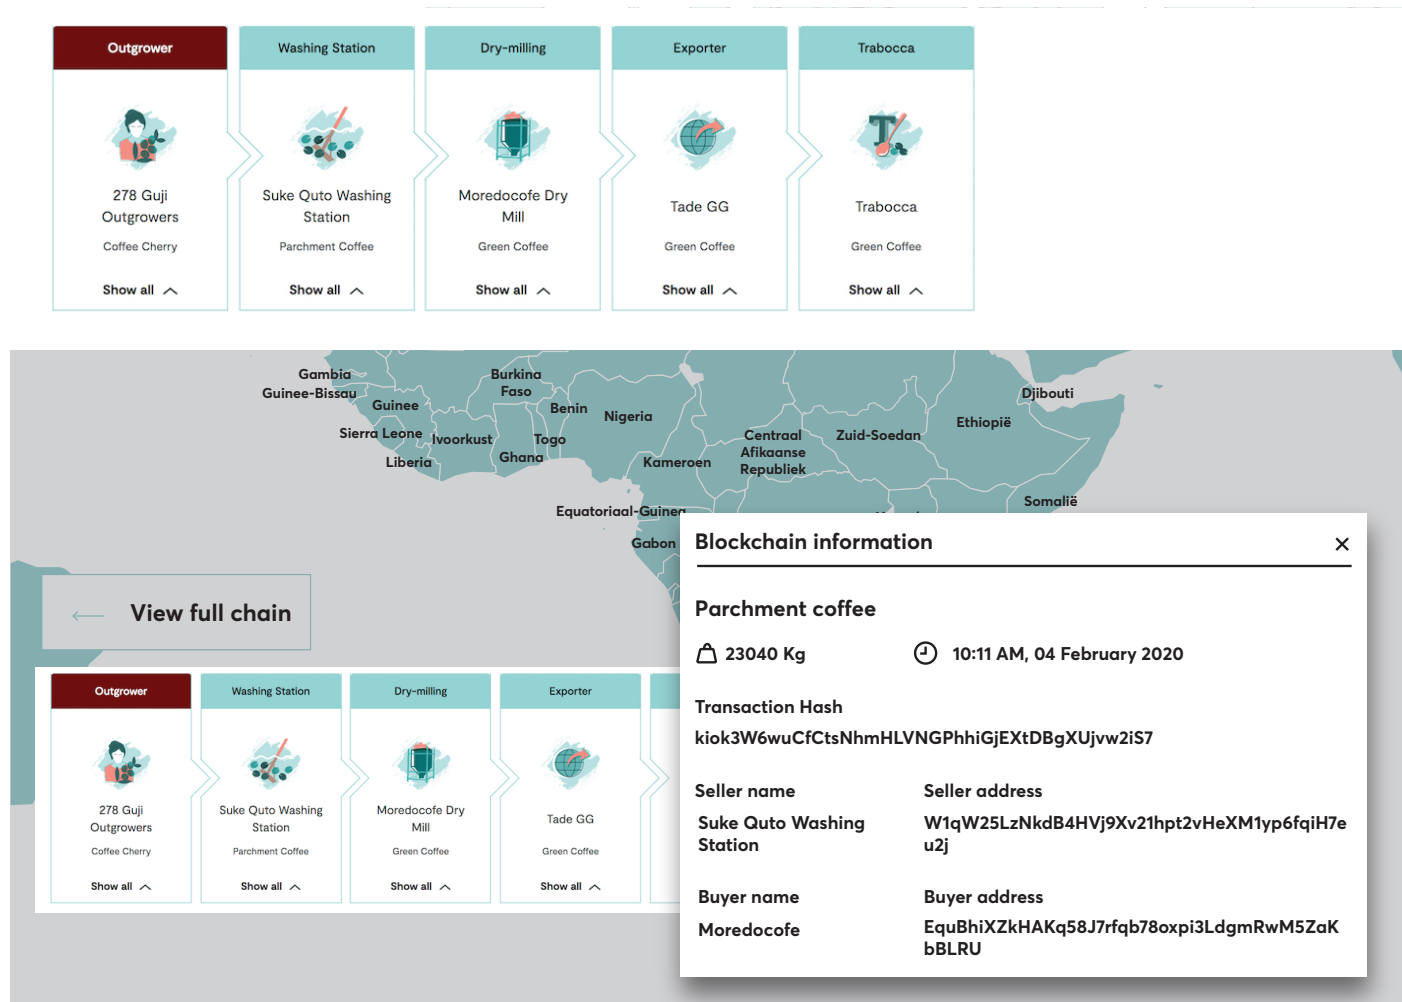 Outgrower
Washing Station
Dry-milling
Exporter
Trabocca
278 Guji
Outgrowers
Coffee Cherry
Show all
Suke Quto Washing
Station
Parchment Coffee
Show all
Moredocofe Dry
Mill
Green Coffee
Show all
Tade GG
Green Coffee
Show all
Trabocca
Green Coffee
Show all
Gambia
Guinee-Bissau
Guinee
Sierra Leone
Liberia
Ivoorkust
Burkina
Faso
Ghana
Togo
Benin
Nigeria
Kameroen
Equatoriaal-Guinea
Gabon
Centraal
Afikaanse
Republiek
Zuid-Soedan
Ethiopië
Djibouti
Somalië
View full chain
Outgrower
Washing Station
Dry-milling
Exporter
278 Guji
Outgrowers
Coffee Cherry
Show all
Suke Quto Washing
Station
Parchment Coffee
Show all
Moredocofe Dry
Mill
Green Coffee
Show all
Tade GG
Green Coffee
Show all
Blockchain information
Parchment coffee
23040 Kg
10:11 AM, 04 February 2020
Transaction Hash
kiok3W6wuCfCtsNhmHLVNGPhhiGjEXtDBgXUjvw2iS7
Seller name
Seller address
Suke Quto Washing
Station
W1qW25LzNkdB4HVj9Xv21hpt2vHeXM1yp6fqiH7e
u2j
Buyer name
Buyer address
Moredocofe
EquBhiXZkHAKq58J7rfqb78oxpi3LdgmRwM5ZaK
bBLRU